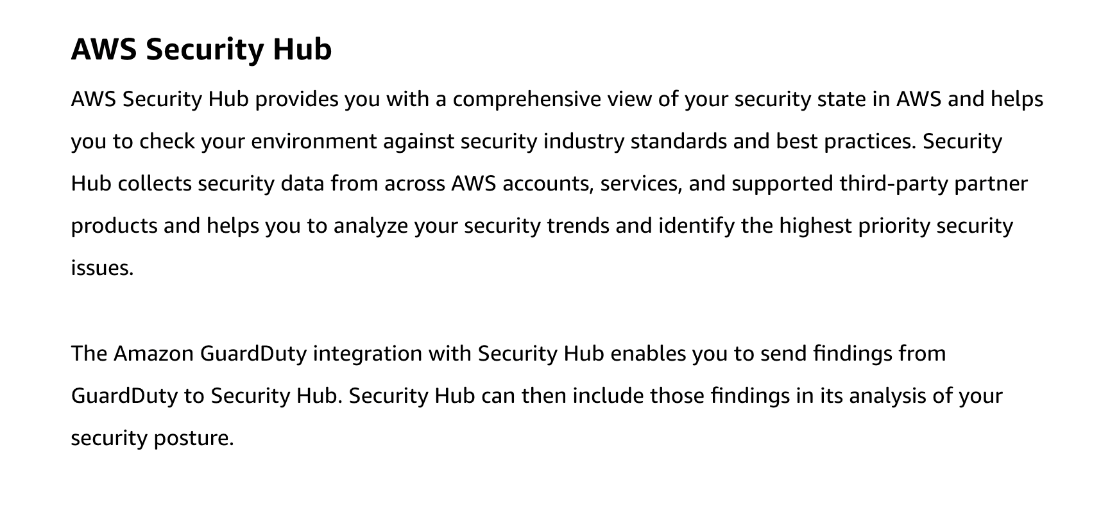 AWS Security Hub
AWS Security Hub provides you with a comprehensive view of your security state in AWS and helps
you to check your environment against security industry standards and best practices. Security
Hub collects security data from across AWS accounts, services, and supported third-party partner
products and helps you to analyze your security trends and identify the highest priority security
issues.
The Amazon GuardDuty integration with Security Hub enables you to send findings from
GuardDuty to Security Hub. Security Hub can then include those findings in its analysis of your
security posture.